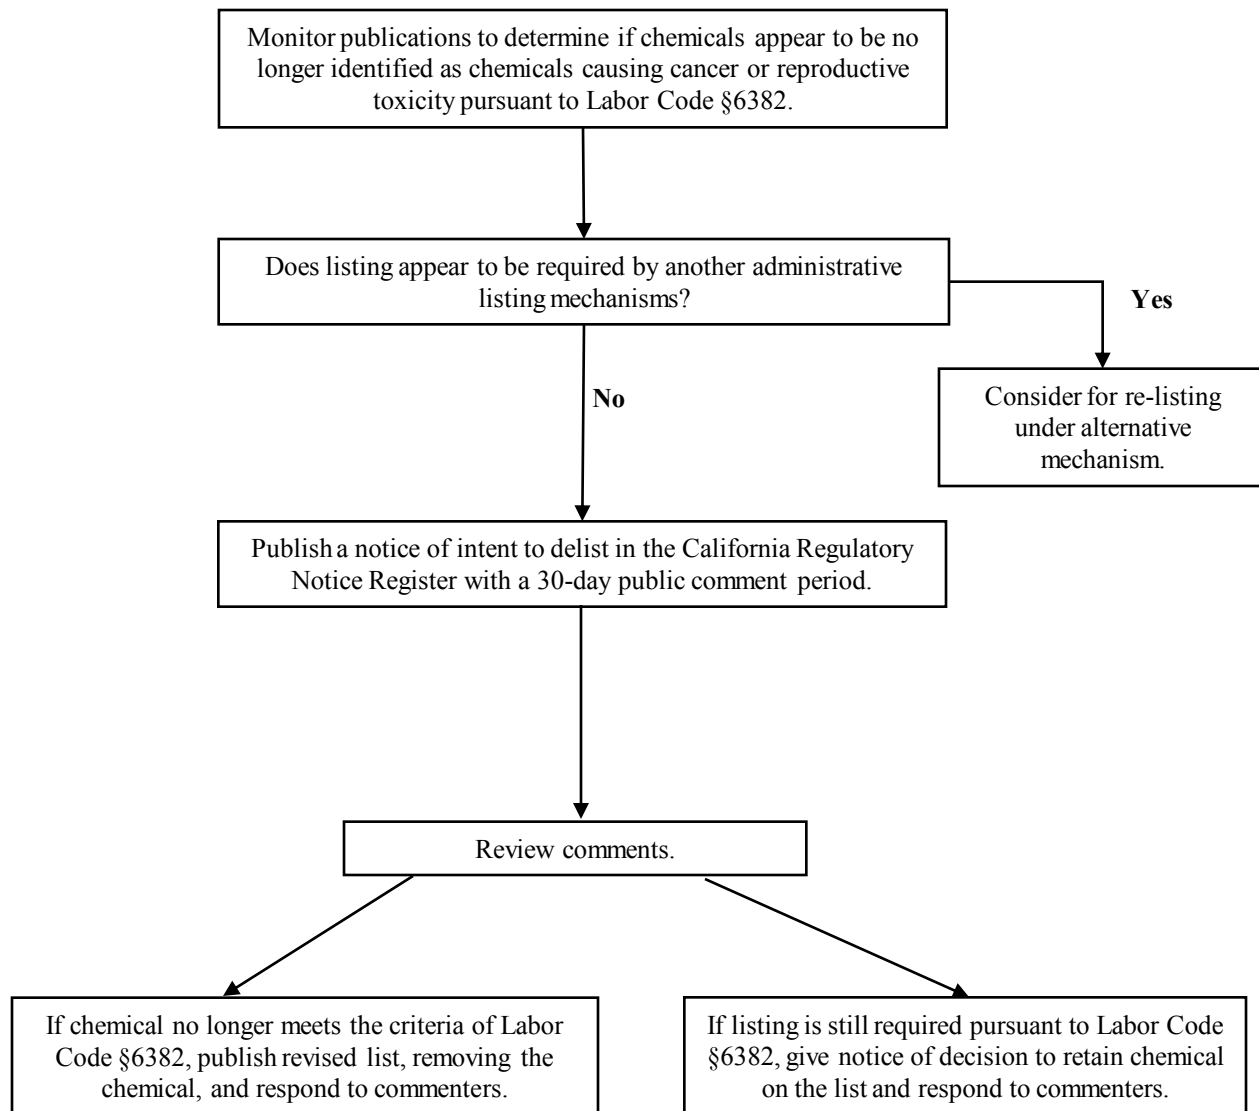 Monitor publications to determine if chemicals appear to be no
longer identified as chemicals causing cancer or reproductive
toxicity pursuant to Labor Code §6382.
Does listing appear to be required by another administrative
listing mechanisms?
Yes
No
Consider for re-listing
under alternative
mechanism.
Publish a notice of intent to delist in the California Regulatory
Notice Register with a 30-day public comment period.
Review comments.
If chemical no longer meets the criteria of Labor
Code §6382, publish revised list, removing the
chemical, and respond to commenters.
If listing is still required pursuant to Labor Code
§6382, give notice of decision to retain chemical
on the list and respond to commenters.